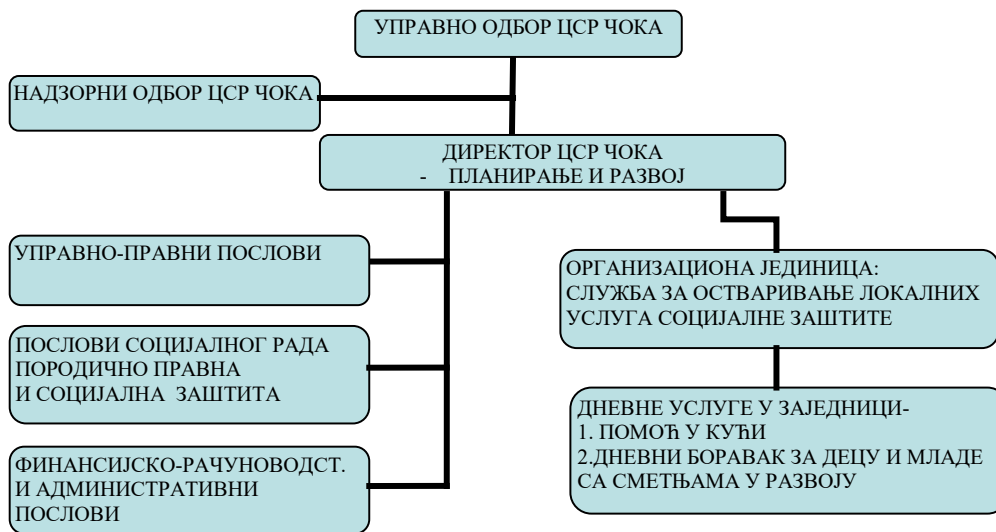 УПРАВНО ОДБОР ЦСР ЧОКА
НАДЗОРНИ ОДБОР ЦСР ЧОКА
ДИРЕКТОР ЦСР ЧОКА
- ПЛАНИРАЊЕ И РАЗВОЈ
УПРАВНО-ПРАВНИ ПОСЛОВИ
ПОСЛОВИ СОЦИЈАЛНОГ РАДА
ПОРОДИЧНО ПРАВНА
И СОЦИЈАЛНА ЗАШТИТА
ФИНАНСИЈСКО-РАЧУНОВОДСТ.
И АДМИНИСТРАТИВНИ
ПОСЛОВИ
ОРГАНИЗАЦИОНА ЈЕДИНИЦА:
СЛУЖБА ЗА ОСТВАРИВАЊЕ ЛОКАЛНИХ
УСЛУГА СОЦИЈАЛНЕ ЗАШТИТЕ
ДНЕВНЕ УСЛУГЕ У ЗАЈЕДНИЦИ-
1. ПОМОЋ У КУЋИ
2.ДНЕВНИ БОРАВАК ЗА ДЕЦУ И МЛАДЕ
СА СМЕТЊАМА У РАЗВОЈУ